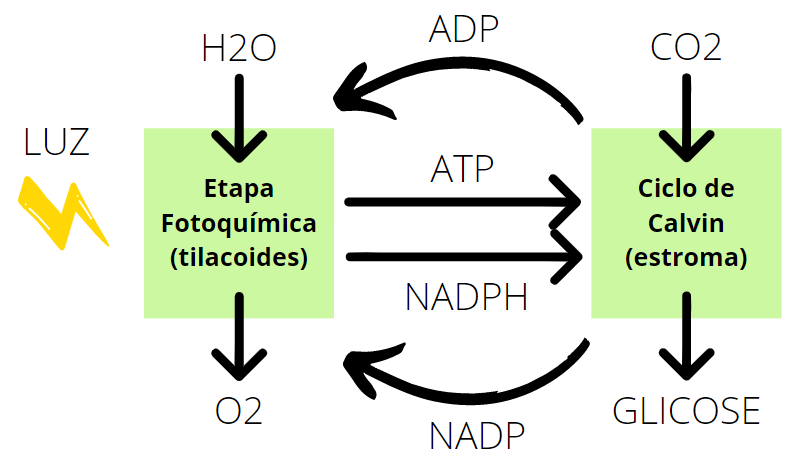 H2O
ADP
CO2
LUZ
Etapa
Fotoquímica
(tilacoides)
ATP
NADPH
Ciclo de
Calvin
(estroma)
O2
NADP
GLICOSE